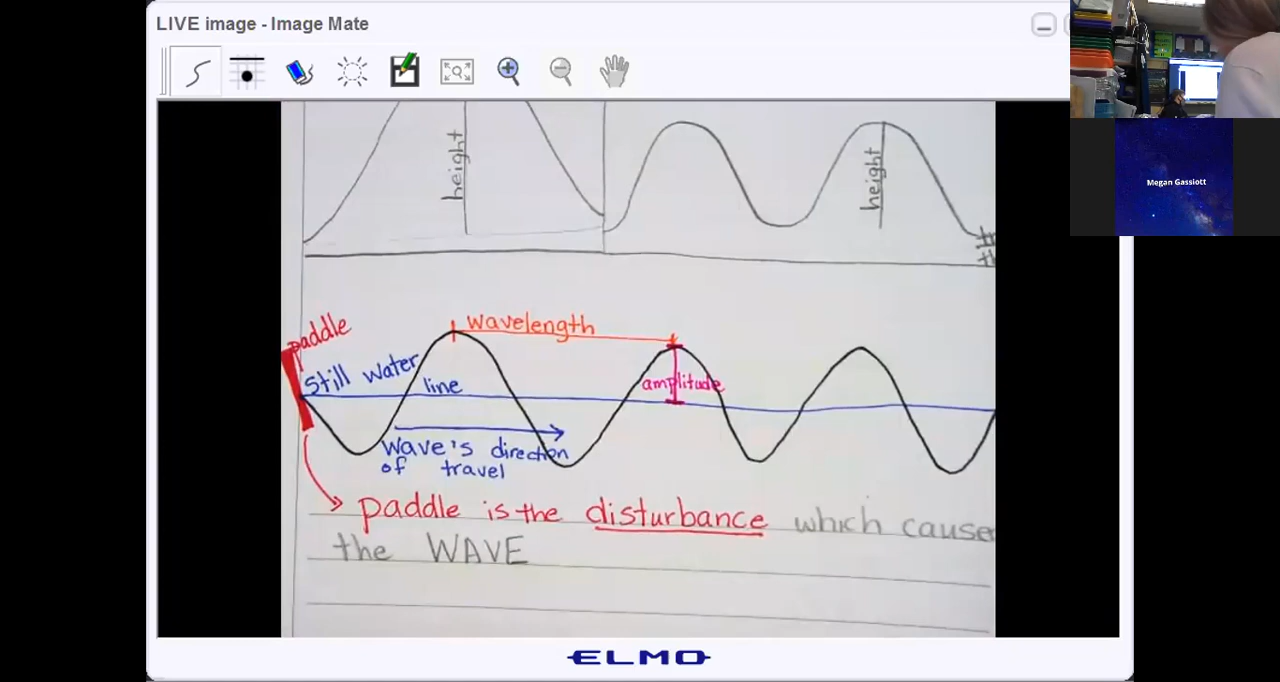 LIVE image - Image Mate
Megan Gassiott
height
height
paddle
wavelength
Still water
line
amplitude
wave's direction
of travel
paddle is the disturbance which cause
the WAVE
ELMO